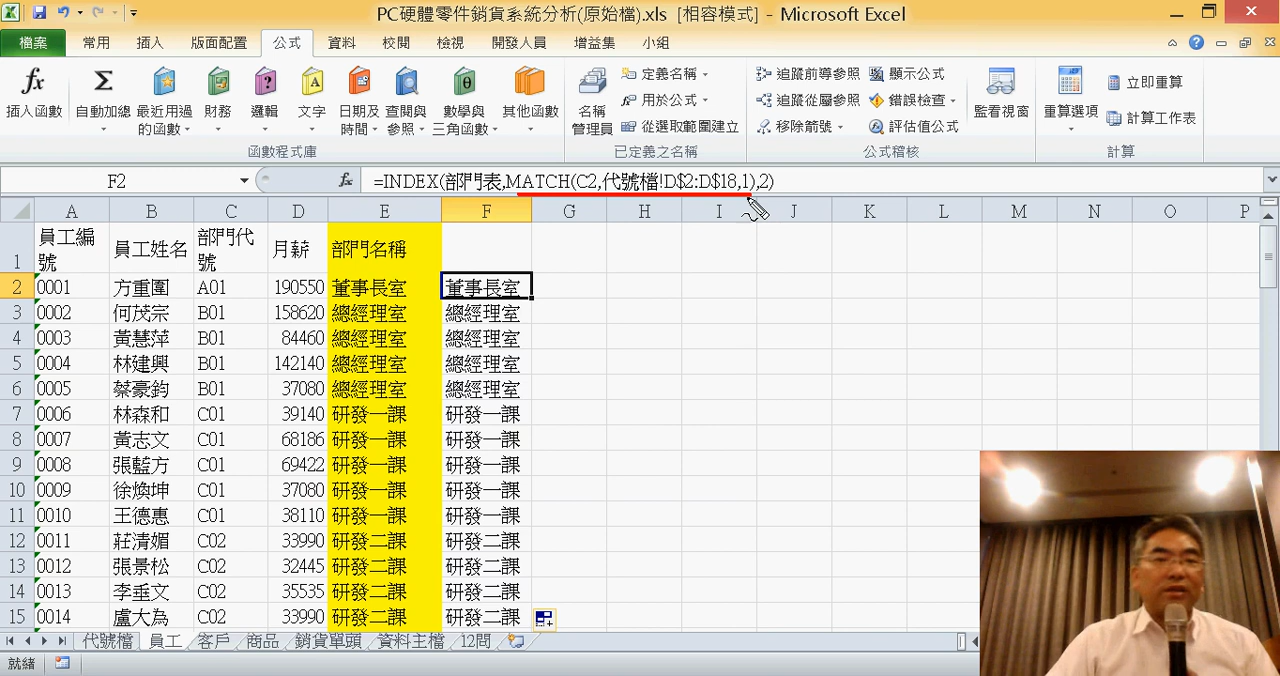 PC硬體零件銷貨系統分析(原始檔).xls [相容模式] - Microsoft Excel
檔案 常用 插入 版面配置 公式 資料 校閱 檢視 開發人員 增益集 小組
插入函數 自動加總 最近用過的函數 財務 邏輯 文字 日期及時間 查閱與參照 數學與三角函數 其他函數 名稱管理員 定義名稱 用於公式 從選取範圍建立 追蹤前導參照 追蹤從屬參照 移除箭號 顯示公式 錯誤檢查 評估值公式 監看視窗 重算選項 立即重算 計算工作表
函數程式庫 已定義之名稱 公式稽核 計算
F2 fx =INDEX(部門表,MATCH(C2,代號檔!D$2:D$18,1),2)
A B C D E F G H I J K L M N O P
1 員工編號 員工姓名 部門代號 月薪 部門名稱
2 0001 方重圍 A01 190550 董事長室 董事長室
3 0002 何茂宗 B01 158620 總經理室 總經理室
4 0003 黃慧萍 B01 84460 總經理室 總經理室
5 0004 林建興 B01 142140 總經理室 總經理室
6 0005 蔡豪鈞 B01 37080 總經理室 總經理室
7 0006 林森和 C01 39140 研發一課 研發一課
8 0007 黃志文 C01 68186 研發一課 研發一課
9 0008 張藍方 C01 69422 研發一課 研發一課
10 0009 徐煥坤 C01 37080 研發一課 研發一課
11 0010 王德惠 C01 38110 研發一課 研發一課
12 0011 莊清媚 C02 33990 研發二課 研發二課
13 0012 張景松 C02 32445 研發二課 研發二課
14 0013 李垂文 C02 35535 研發二課 研發二課
15 0014 盧大為 C02 33990 研發二課 研發二課
代號檔 員工 客戶 商品 銷貨單頭 資料主檔 12問
就緒